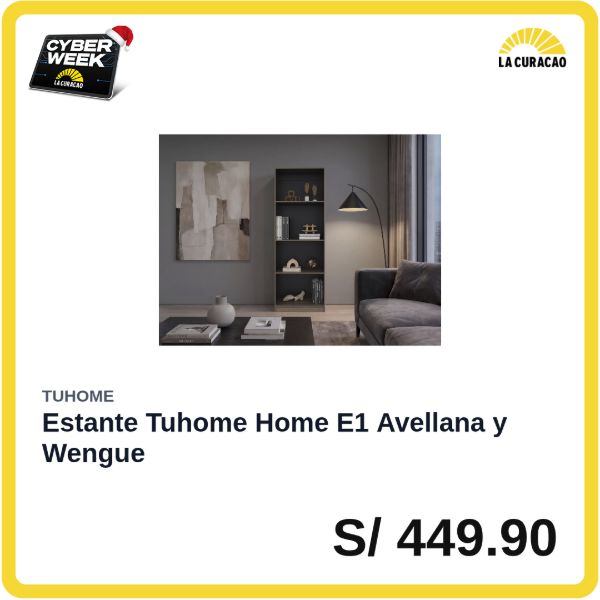 CYBER
WEEK
LA CURACAO
LA CURACAO
TUHOME
Estante Tuhome Home E1 Avellana y
Wengue
S/ 449.90